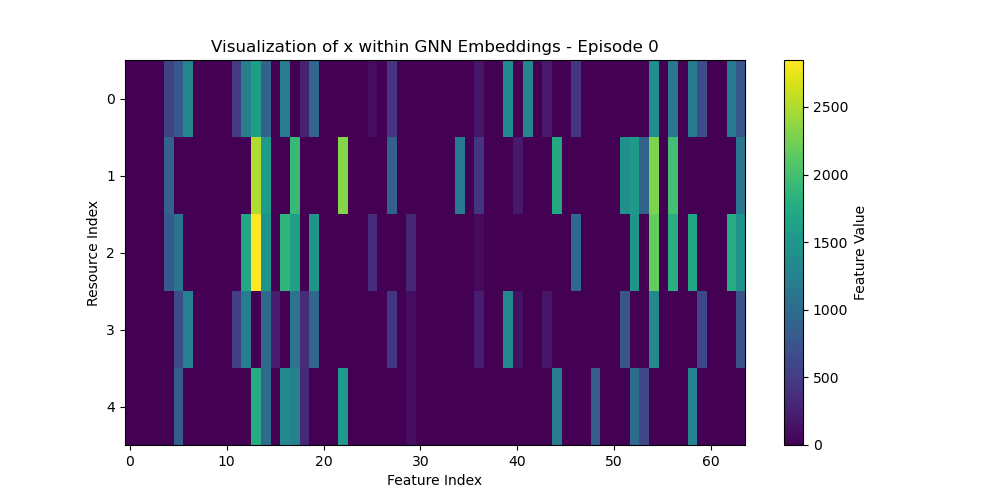 Visualization of x within GNN Embeddings - Episode 0
Resource Index
0
1
2
3
4
0 10 20 30 40 50 60
Feature Index
2500
2000
1500
1000
500
0
Feature Value